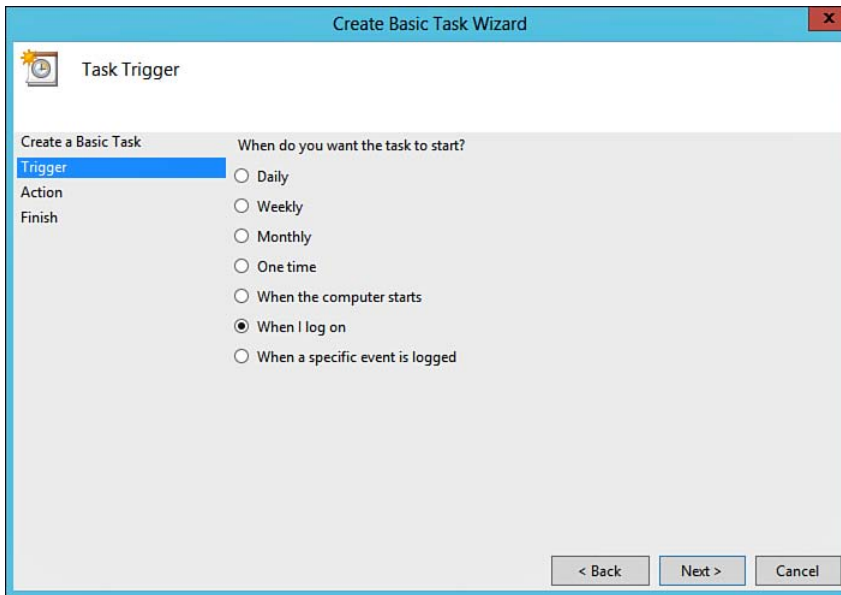 Create Basic Task Wizard
x
Task Trigger
Create a Basic Task
Trigger
Action
Finish
When do you want the task to start?
Daily
Weekly
Monthly
One time
When the computer starts
When I log on
When a specific event is logged
< Back
Next >
Cancel